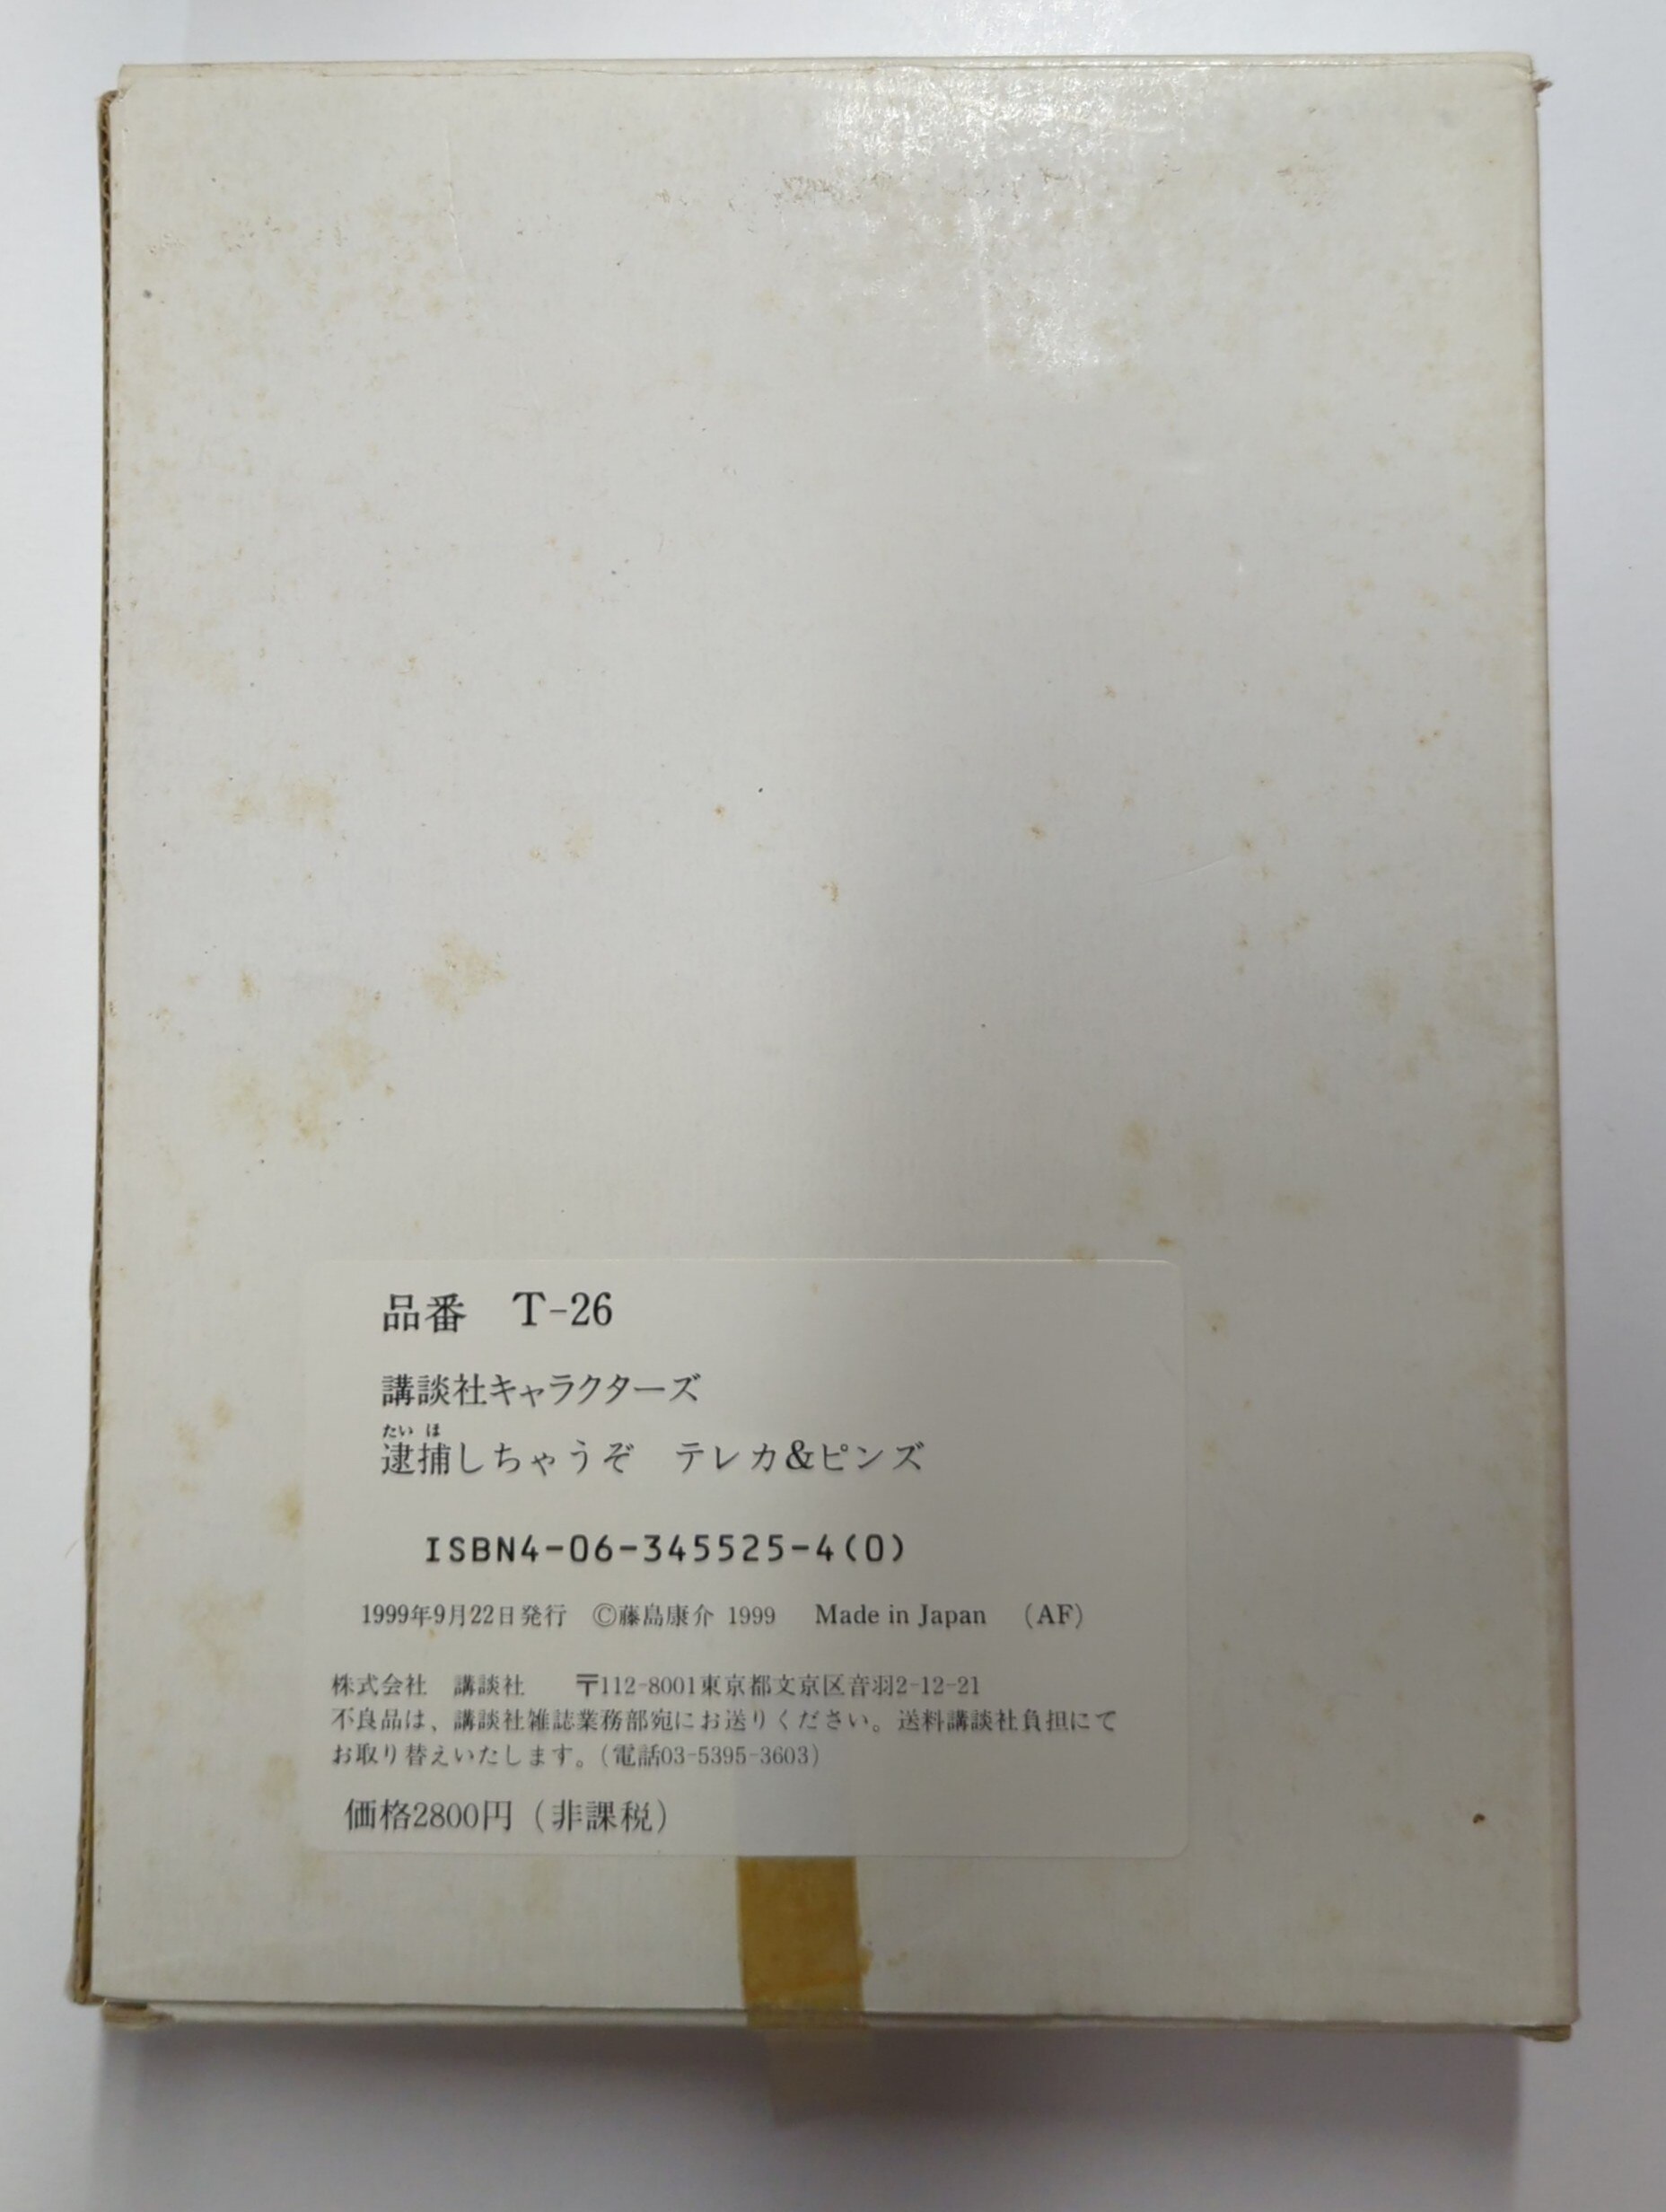 品番　T-26
講談社キャラクターズ
たい ほ
逮捕しちゃうぞ　テレカ&ピンズ
ISBN4-06-345525-4(0)
1999年9月22日発行　©藤島康介 1999　Made in Japan　（AF）
株式会社　講談社　　〒112-8001東京都文京区音羽2-12-21
不良品は、講談社雑誌業務部宛にお送りください。送料講談社負担にて
お取り替えいたします。（電話03-5395-3603）
価格2800円（非課税）